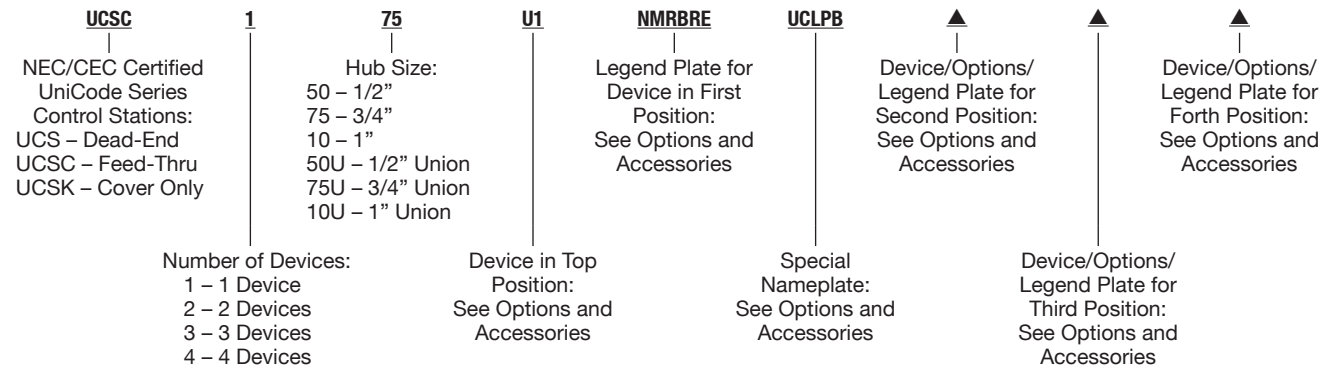 UCSC 1 75 U1 NMRBRE UCLPB ▲ ▲ ▲
NEC/CEC Certified
UniCode Series
Control Stations:
UCS – Dead-End
UCSC – Feed-Thru
UCSK – Cover Only
Hub Size:
50 – 1/2”
75 – 3/4”
10 – 1”
50U – 1/2” Union
75U – 3/4” Union
10U – 1” Union
Legend Plate for
Device in First
Position:
See Options and
Accessories
Device/Options/
Legend Plate for
Second Position:
See Options and
Accessories
Device/Options/
Legend Plate for
Forth Position:
See Options and
Accessories
Number of Devices:
1 – 1 Device
2 – 2 Devices
3 – 3 Devices
4 – 4 Devices
Device in Top
Position:
See Options and
Accessories
Special
Nameplate:
See Options and
Accessories
Device/Options/
Legend Plate for
Third Position:
See Options and
Accessories